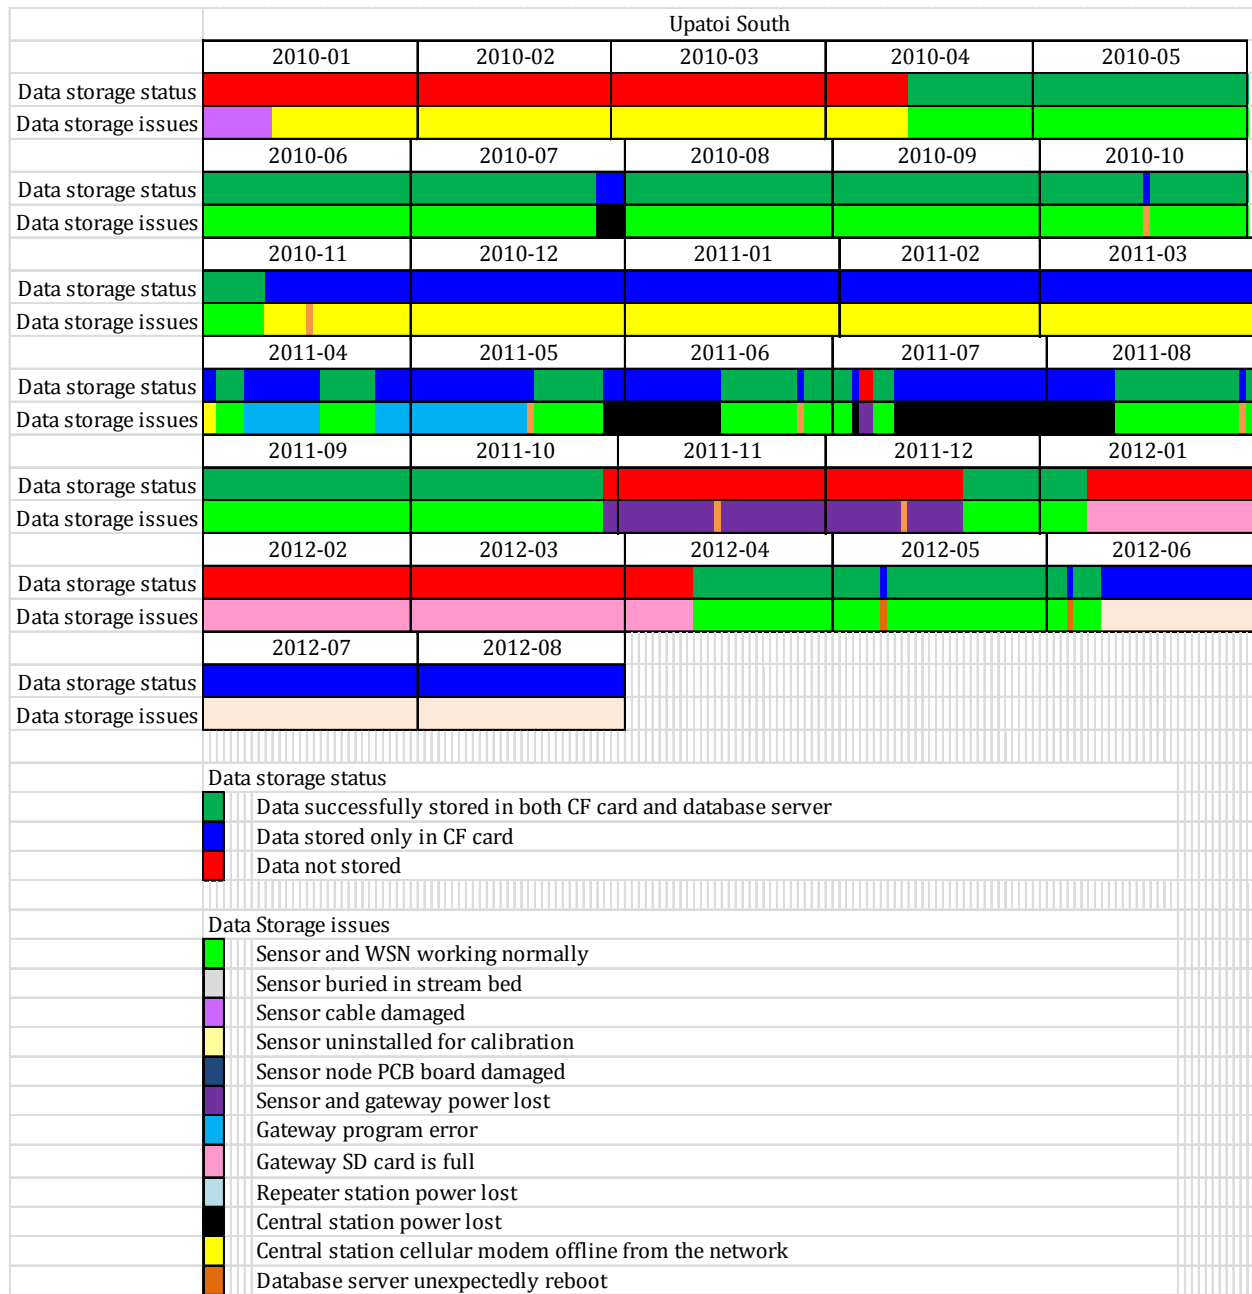 Upatoi South
2010-01 2010-02 2010-03 2010-04 2010-05
Data storage status
Data storage issues
2010-06 2010-07 2010-08 2010-09 2010-10
Data storage status
Data storage issues
2010-11 2010-12 2011-01 2011-02 2011-03
Data storage status
Data storage issues
2011-04 2011-05 2011-06 2011-07 2011-08
Data storage status
Data storage issues
2011-09 2011-10 2011-11 2011-12 2012-01
Data storage status
Data storage issues
2012-02 2012-03 2012-04 2012-05 2012-06
Data storage status
Data storage issues
2012-07 2012-08
Data storage status
Data storage issues
Data storage status
Data successfully stored in both CF card and database server
Data stored only in CF card
Data not stored
Data Storage issues
Sensor and WSN working normally
Sensor buried in stream bed
Sensor cable damaged
Sensor uninstalled for calibration
Sensor node PCB board damaged
Sensor and gateway power lost
Gateway program error
Gateway SD card is full
Repeater station power lost
Central station power lost
Central station cellular modem offline from the network
Database server unexpectedly reboot